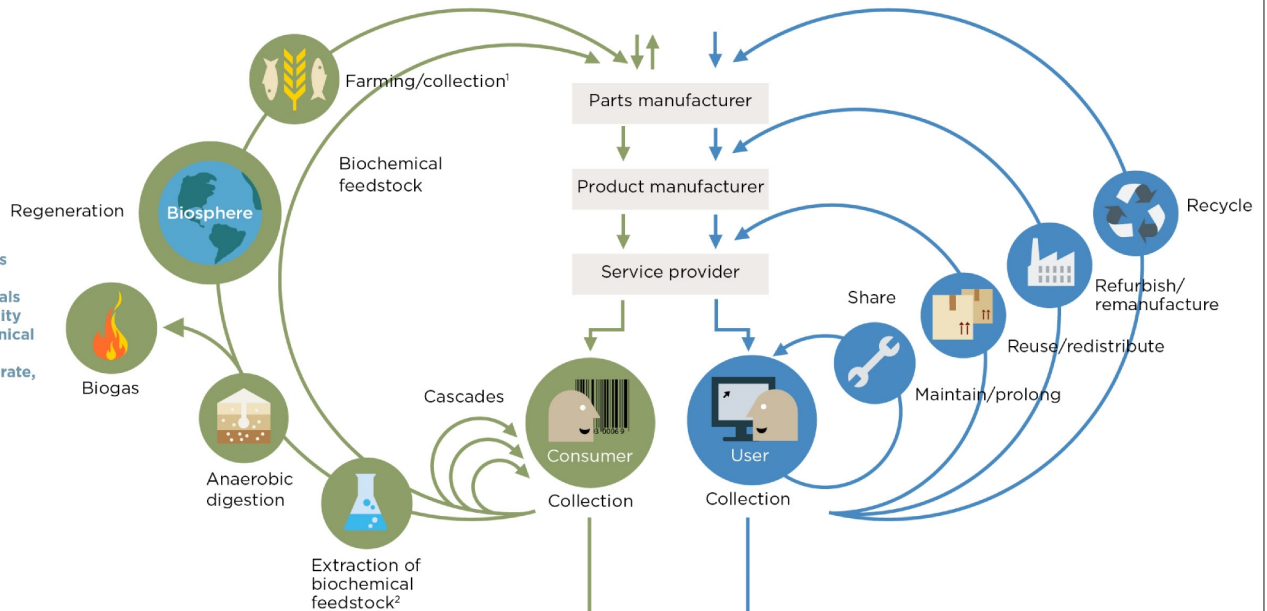 Farming/collection¹
Parts manufacturer
Biochemical
feedstock
Product manufacturer
Regeneration
Biosphere
Recycle
Service provider
Share
Refurbish/
remanufacture
Reuse/redistribute
Biogas
Maintain/prolong
Cascades
Consumer
User
Anaerobic
digestion
Collection
Collection
Extraction of
biochemical
feedstock²